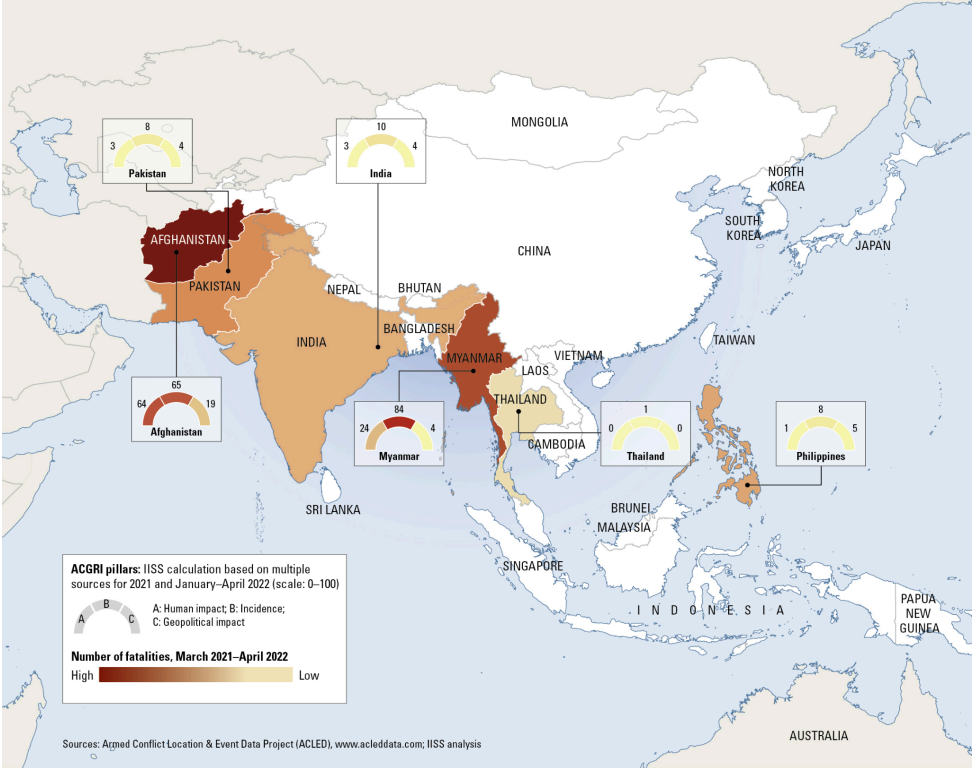 MONGOLIA
8
3
4
Pakistan
10
3
4
India
NORTH
KOREA
SOUTH
KOREA
JAPAN
AFGHANISTAN
CHINA
PAKISTAN
NEPAL
BHUTAN
BANGLADESH
INDIA
TAIWAN
MYANMAR
VIETNAM
LAOS
THAILAND
CAMBODIA
65
64
19
Afghanistan
84
24
4
Myanmar
1
0
0
Thailand
8
1
5
Philippines
SRI LANKA
BRUNEI
MALAYSIA
SINGAPORE
INDONESIA
PAPUA
NEW
GUINEA
AUSTRALIA
ACGRI pillars: IISS calculation based on multiple
sources for 2021 and January–April 2022 (scale: 0–100)
B
A
C
A: Human impact; B: Incidence;
C: Geopolitical impact
Number of fatalities, March 2021–April 2022
High
Low
Sources: Armed Conflict Location & Event Data Project (ACLED), www.acleddata.com; IISS analysis